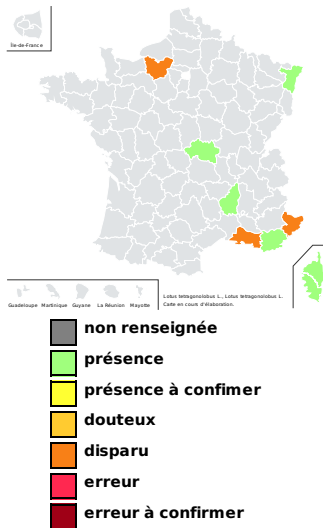 Île-de-France
Guadeloupe Martinique Guyane La Réunion Mayotte
Lotus tetragonolobus L., Lotus tetragonolobus L.
Carte en cours d'élaboration.
non renseignée
présence
présence à confimer
douteux
disparu
erreur
erreur à confirmer